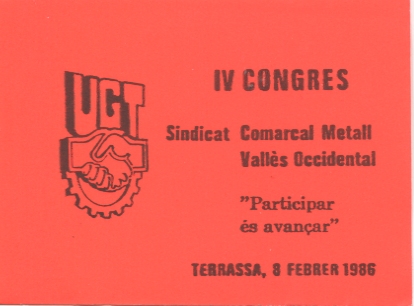 UGT
IV CONGRES
Sindicat Comarcal Metall
Vallès Occidental
"Participar
és avançar"
TERRASSA, 8 FEBRER 1986